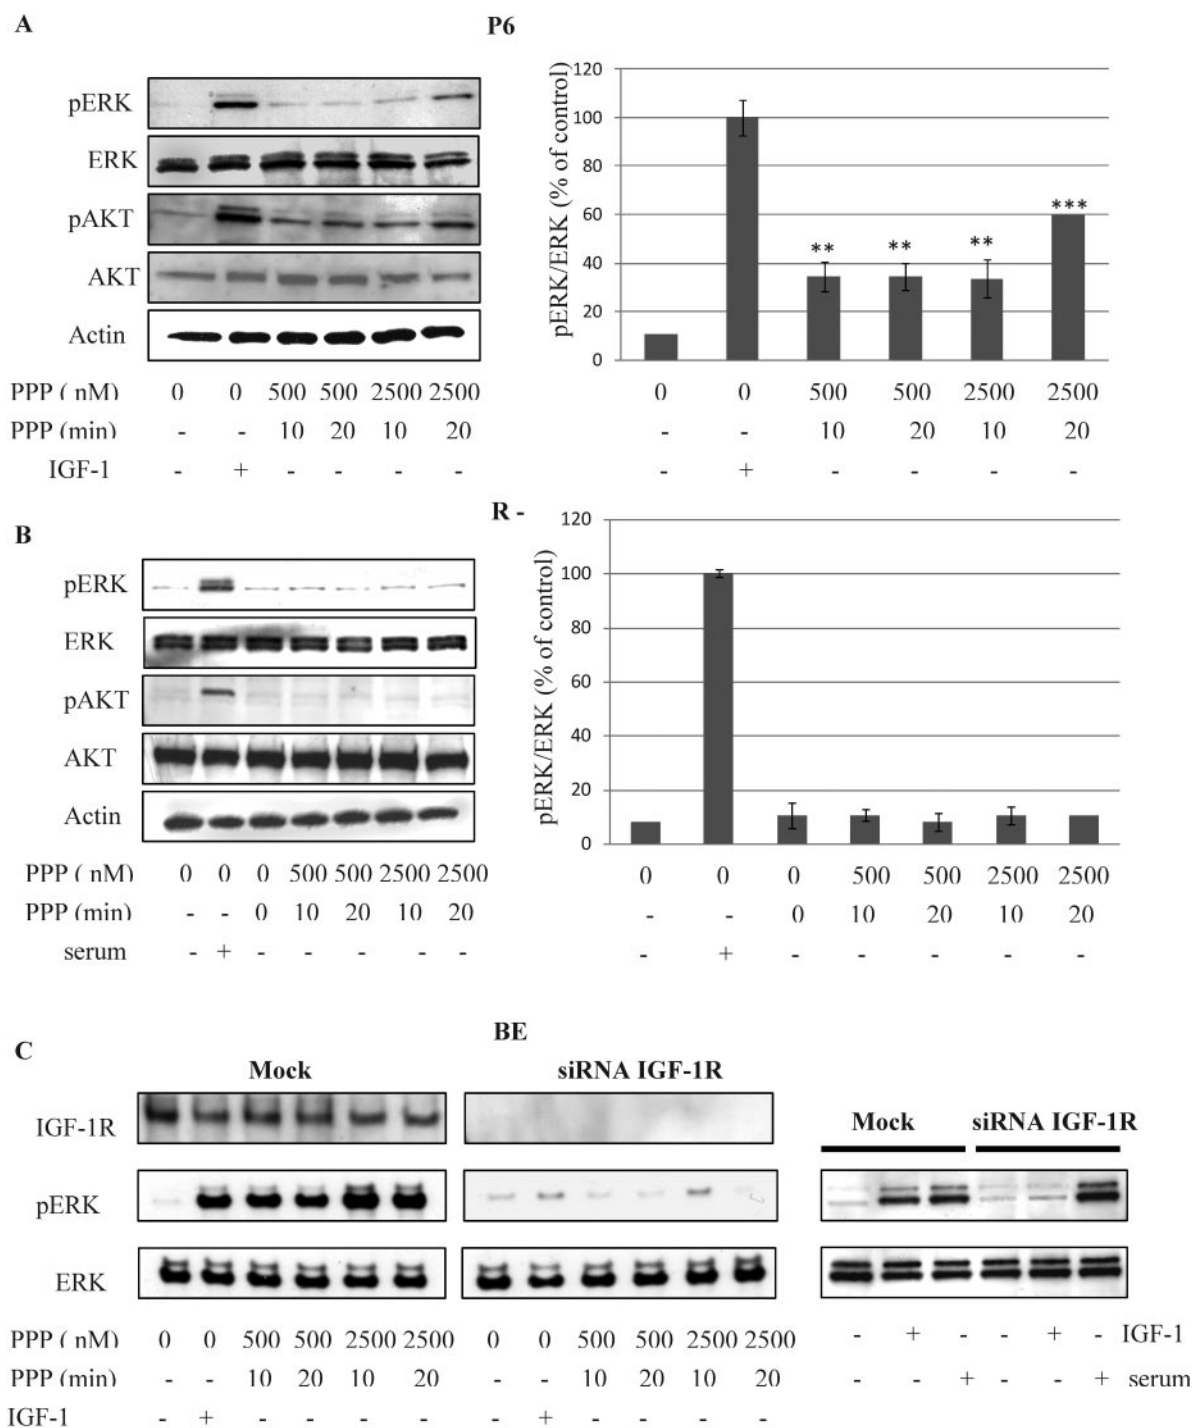 A
P6
pERK
ERK
pAKT
AKT
Actin
PPP ( nM) 0 0 500 500 2500 2500
PPP (min) - - 10 20 10 20
IGF-1 - + - - - -
pERK/ERK (% of control)
120
100
80
60
40
20
0
** ** ** ***
0 0 500 500 2500 2500
- - 10 20 10 20
- + - - - -
B
R -
pERK
ERK
pAKT
AKT
Actin
PPP ( nM) 0 0 0 500 500 2500 2500
PPP (min) - - 0 10 20 10 20
serum - + - - - - -
pERK/ERK (% of control)
120
100
80
60
40
20
0
0 0 0 500 500 2500 2500
- - 0 10 20 10 20
- + - - - - -
C
BE
Mock siRNA IGF-1R
IGF-1R
pERK
ERK
PPP ( nM) 0 0 500 500 2500 2500 0 0 500 500 2500 2500
PPP (min) - - 10 20 10 20 - - 10 20 10 20
IGF-1 - + - - - - - + - - - -
Mock siRNA IGF-1R
- + - - + - IGF-1
- - + - - + serum